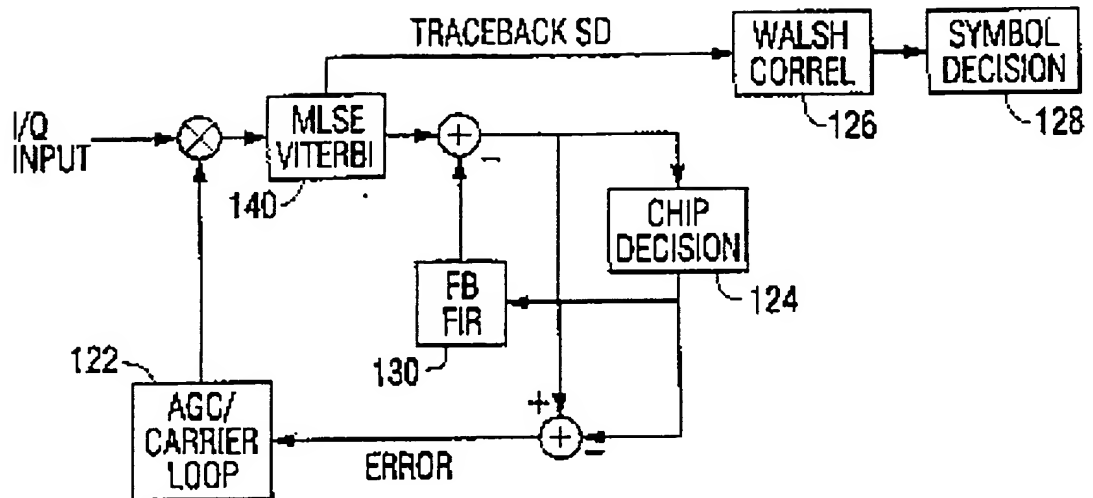 TRACEBACK SD
WALSH
CORREL
126
SYMBOL
DECISION
128
I/Q
INPUT
MLSE
VITERBI
140
+
−
CHIP
DECISION
124
FB
FIR
130
122
AGC/
CARRIER
LOOP
ERROR
+
+
−